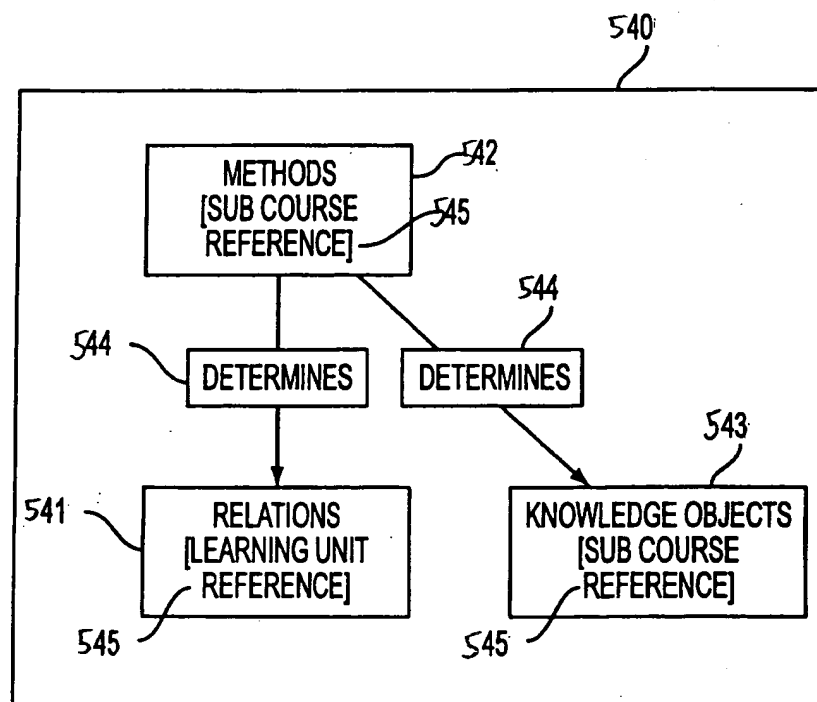 540
METHODS
[SUB COURSE
REFERENCE]
542
545
544
DETERMINES
544
DETERMINES
541
RELATIONS
[LEARNING UNIT
REFERENCE]
545
543
KNOWLEDGE OBJECTS
[SUB COURSE
REFERENCE]
545